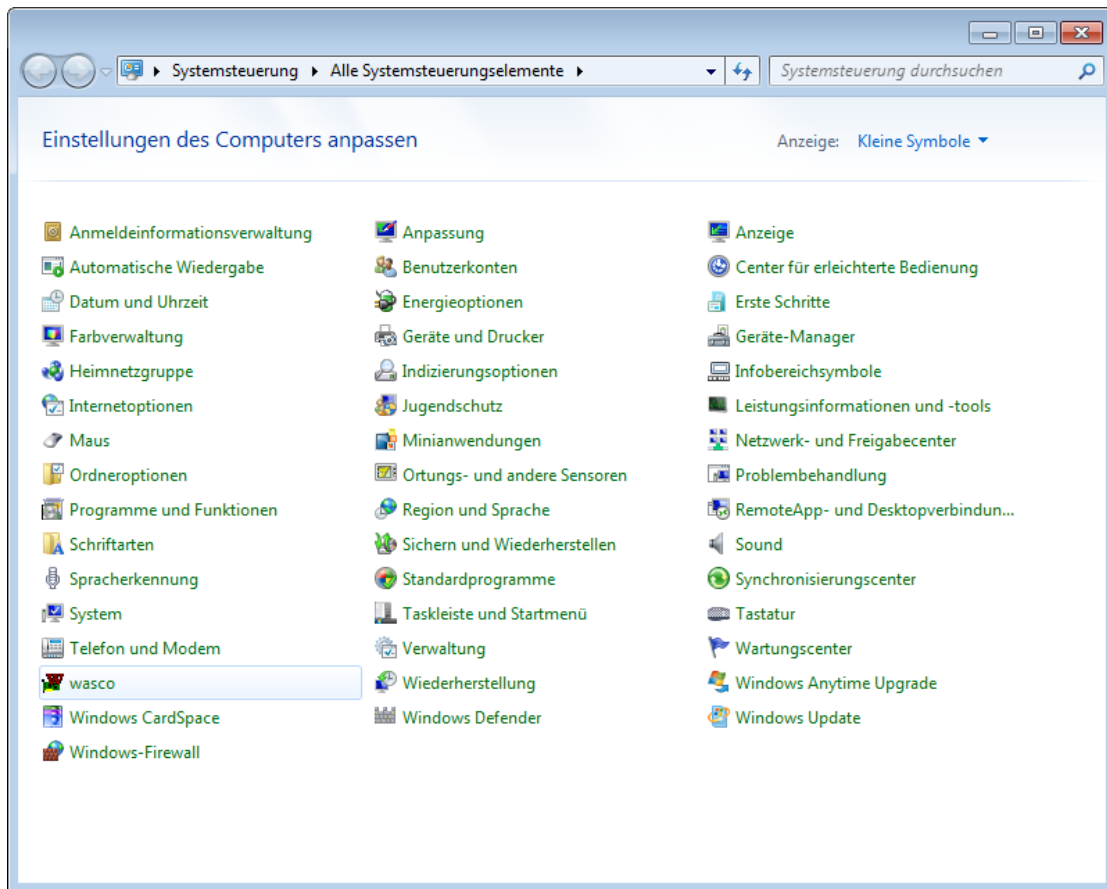 Systemsteuerung Alle Systemsteuerungselemente Systemsteuerung durchsuchen
Einstellungen des Computers anpassen Anzeige: Kleine Symbole
Anmeldeinformationsverwaltung Anpassung Anzeige
Automatische Wiedergabe Benutzerkonten Center für erleichterte Bedienung
Datum und Uhrzeit Energieoptionen Erste Schritte
Farbverwaltung Geräte und Drucker Geräte-Manager
Heimnetzgruppe Indizierungsoptionen Infobereichsymbole
Internetoptionen Jugendschutz Leistungsinformationen und -tools
Maus Minianwendungen Netzwerk- und Freigabecenter
Ordneroptionen Ortungs- und andere Sensoren Problembehandlung
Programme und Funktionen Region und Sprache RemoteApp- und Desktopverbindun...
Schriftarten Sichern und Wiederherstellen Sound
Spracherkennung Standardprogramme Synchronisierungscenter
System Taskleiste und Startmenü Tastatur
Telefon und Modem Verwaltung Wartungscenter
wasco Wiederherstellung Windows Anytime Upgrade
Windows CardSpace Windows Defender Windows Update
Windows-Firewall